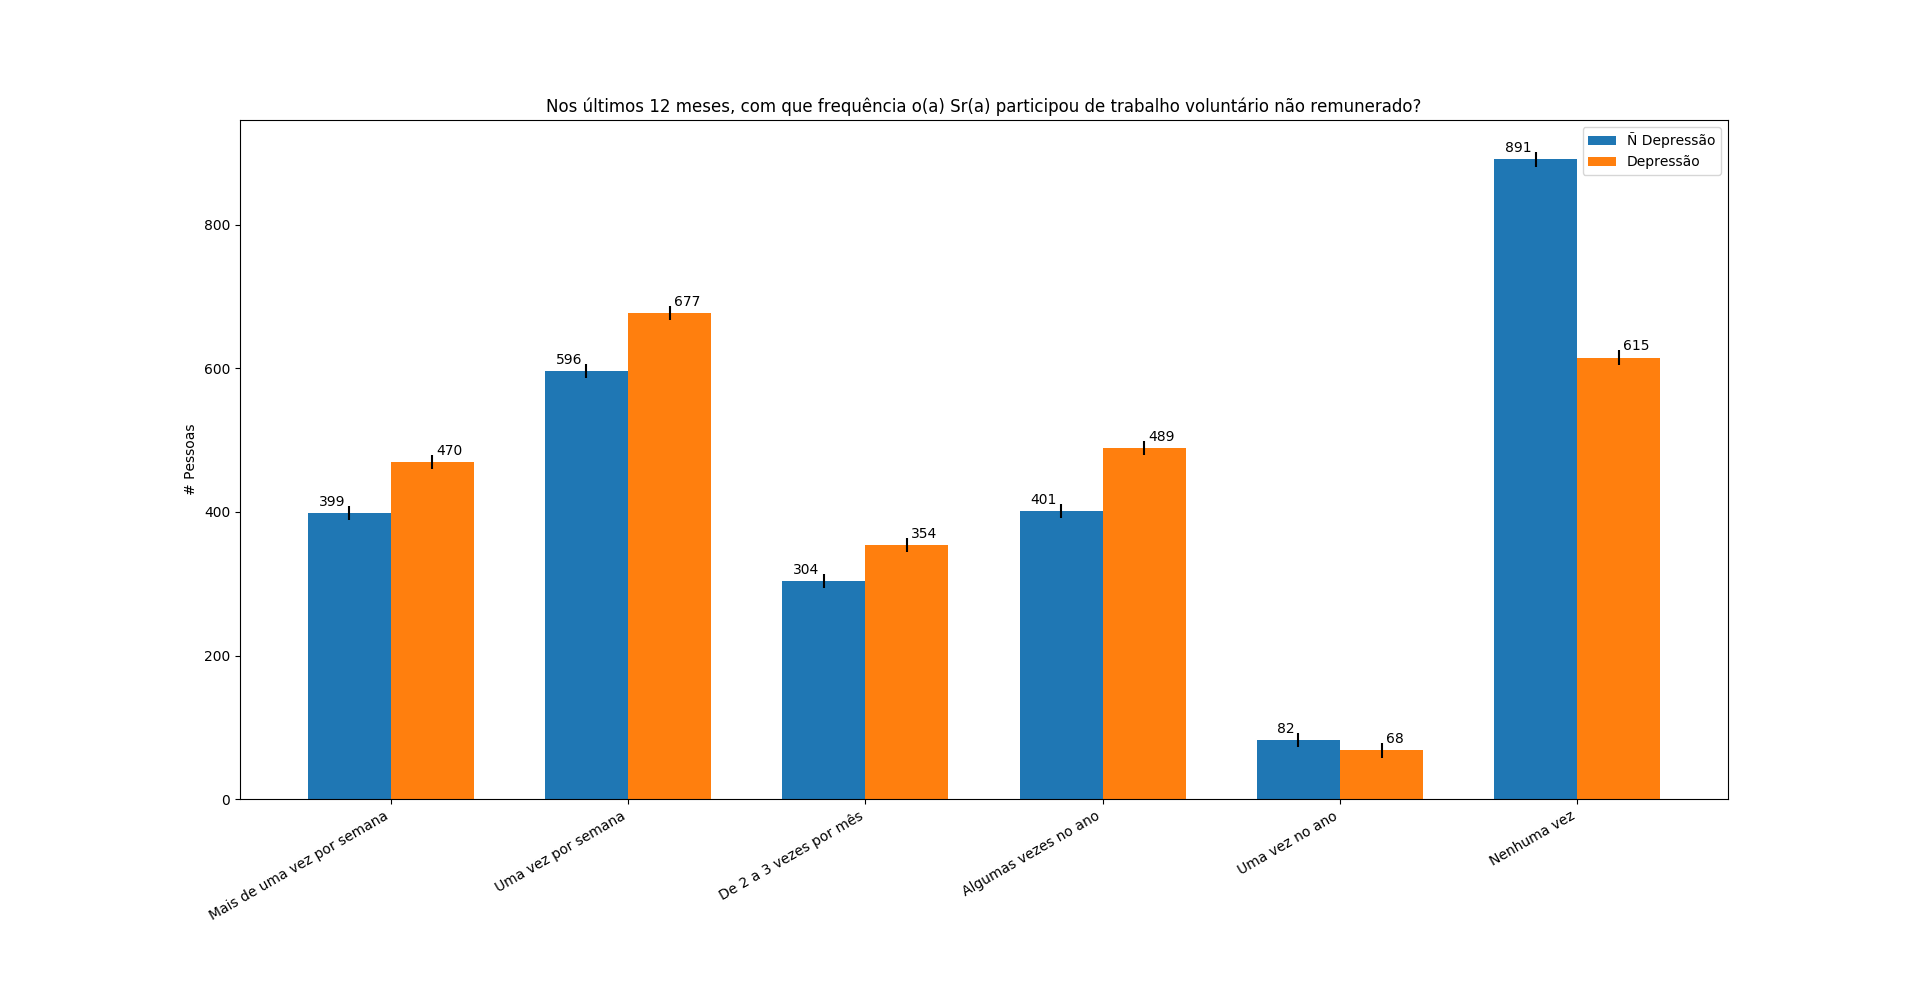 Nos últimos 12 meses, com que frequência o(a) Sr(a) participou de trabalho voluntário não remunerado?
Ñ Depressão
Depressão
# Pessoas
800
600
400
200
0
399
470
596
677
304
354
401
489
82
68
891
615
Mais de uma vez por semana
Uma vez por semana
De 2 a 3 vezes por mês
Algumas vezes no ano
Uma vez no ano
Nenhuma vez